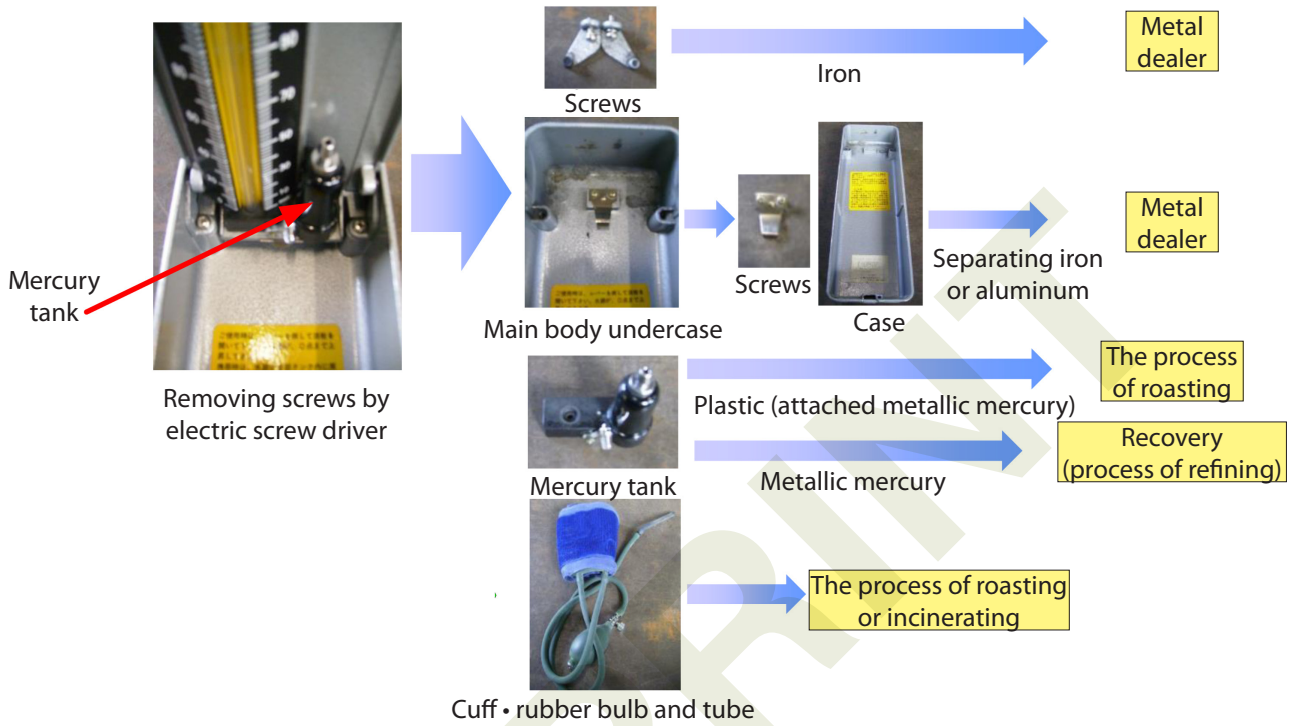 Screws
Iron
Metal
dealer
Mercury
tank
Removing screws by
electric screw driver
Main body undercase
Screws
Case
Separating iron
or aluminum
Metal
dealer
Mercury tank
Plastic (attached metallic mercury)
The process
of roasting
Metallic mercury
Recovery
(process of refining)
Cuff • rubber bulb and tube
The process of roasting
or incinerating
PRINT